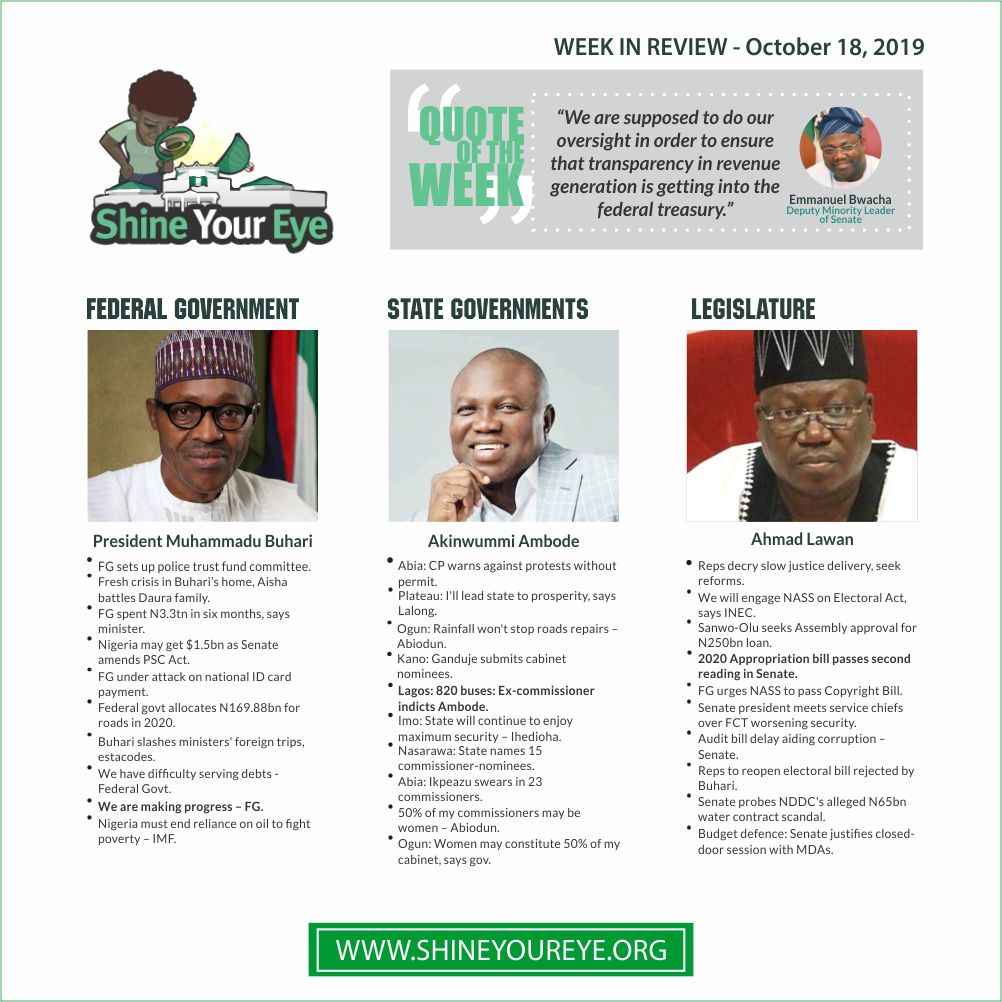 WEEK IN REVIEW - October 18, 2019
Shine Your Eye
QUOTE
OF THE
WEEK
“We are supposed to do our
oversight in order to ensure
that transparency in revenue
generation is getting into the
federal treasury.”
Emmanuel Bwacha
Deputy Minority Leader
of Senate
FEDERAL GOVERNMENT
President Muhammadu Buhari
• FG sets up police trust fund committee.
• Fresh crisis in Buhari’s home, Aisha
battles Daura family.
• FG spent N3.3tn in six months, says
minister.
• Nigeria may get $1.5bn as Senate
amends PSC Act.
• FG under attack on national ID card
payment.
• Federal govt allocates N169.88bn for
roads in 2020.
• Buhari slashes ministers' foreign trips,
estacodes.
• We have difficulty serving debts -
Federal Govt.
• We are making progress – FG.
• Nigeria must end reliance on oil to fight
poverty – IMF.
STATE GOVERNMENTS
Akinwummi Ambode
• Abia: CP warns against protests without
permit.
• Plateau: I'll lead state to prosperity, says
Lalong.
• Ogun: Rainfall won't stop roads repairs –
Abiodun.
• Kano: Ganduje submits cabinet
nominees.
• Lagos: 820 buses: Ex-commissioner
indicts Ambode.
• Imo: State will continue to enjoy
maximum security – Ihedioha.
• Nasarawa: State names 15
commissioner-nominees.
• Abia: Ikpeazu swears in 23
commissioners.
• 50% of my commissioners may be
women – Abiodun.
• Ogun: Women may constitute 50% of my
cabinet, says gov.
LEGISLATURE
Ahmad Lawan
• Reps decry slow justice delivery, seek
reforms.
• We will engage NASS on Electoral Act,
says INEC.
• Sanwo-Olu seeks Assembly approval for
N250bn loan.
• 2020 Appropriation bill passes second
reading in Senate.
• FG urges NASS to pass Copyright Bill.
• Senate president meets service chiefs
over FCT worsening security.
• Audit bill delay aiding corruption –
Senate.
• Reps to reopen electoral bill rejected by
Buhari.
• Senate probes NDDC's alleged N65bn
water contract scandal.
• Budget defence: Senate justifies closed-
door session with MDAs.
WWW.SHINEYOUREYE.ORG